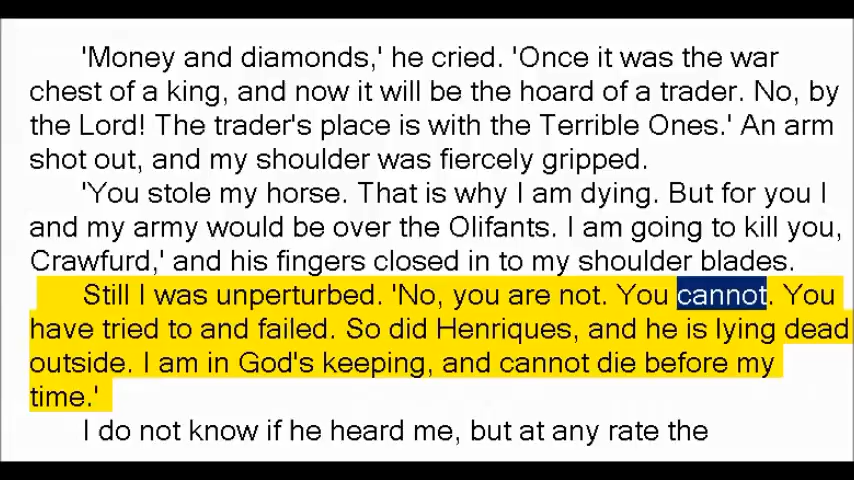 'Money and diamonds,' he cried. 'Once it was the war
chest of a king, and now it will be the hoard of a trader. No, by
the Lord! The trader's place is with the Terrible Ones.' An arm
shot out, and my shoulder was fiercely gripped.
'You stole my horse. That is why I am dying. But for you I
and my army would be over the Olifants. I am going to kill you,
Crawfurd,' and his fingers closed in to my shoulder blades.
Still I was unperturbed. 'No, you are not. You cannot. You
have tried to and failed. So did Henriques, and he is lying dead
outside. I am in God's keeping, and cannot die before my
time.'
I do not know if he heard me, but at any rate the